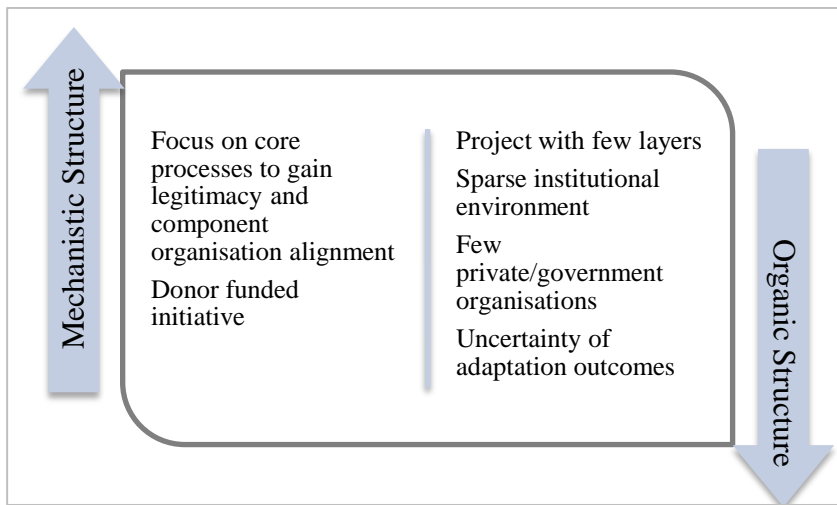 Mechanistic Structure
Focus on core
processes to gain
legitimacy and
component
organisation alignment
Donor funded
initiative
Project with few layers
Sparse institutional
environment
Few
private/government
organisations
Uncertainty of
adaptation outcomes
Organic Structure